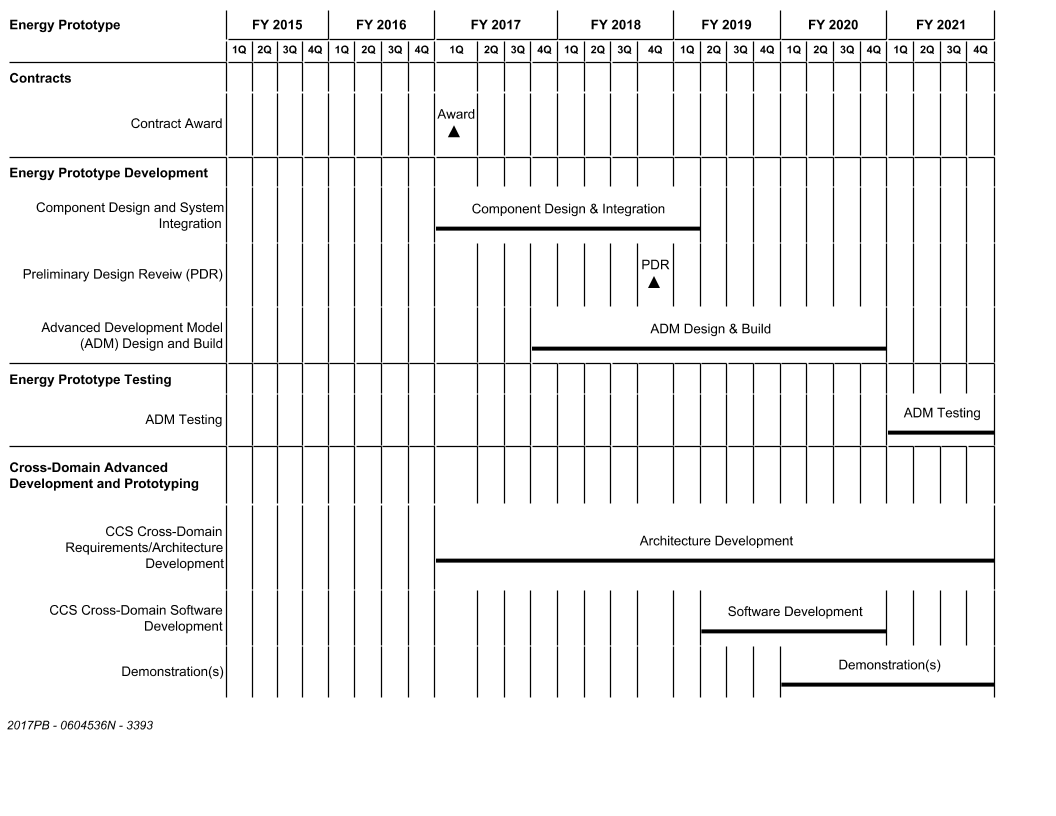 Energy Prototype FY 2015 FY 2016 FY 2017 FY 2018 FY 2019 FY 2020 FY 2021
1Q 2Q 3Q 4Q 1Q 2Q 3Q 4Q 1Q 2Q 3Q 4Q 1Q 2Q 3Q 4Q 1Q 2Q 3Q 4Q 1Q 2Q 3Q 4Q 1Q 2Q 3Q 4Q
Contracts
Contract Award
Award
Energy Prototype Development
Component Design and System
Integration
Component Design & Integration
Preliminary Design Reveiw (PDR)
PDR
Advanced Development Model
(ADM) Design and Build
ADM Design & Build
Energy Prototype Testing
ADM Testing
ADM Testing
Cross-Domain Advanced
Development and Prototyping
CCS Cross-Domain
Requirements/Architecture
Development
Architecture Development
CCS Cross-Domain Software
Development
Software Development
Demonstration(s)
Demonstration(s)
2017PB - 0604536N - 3393